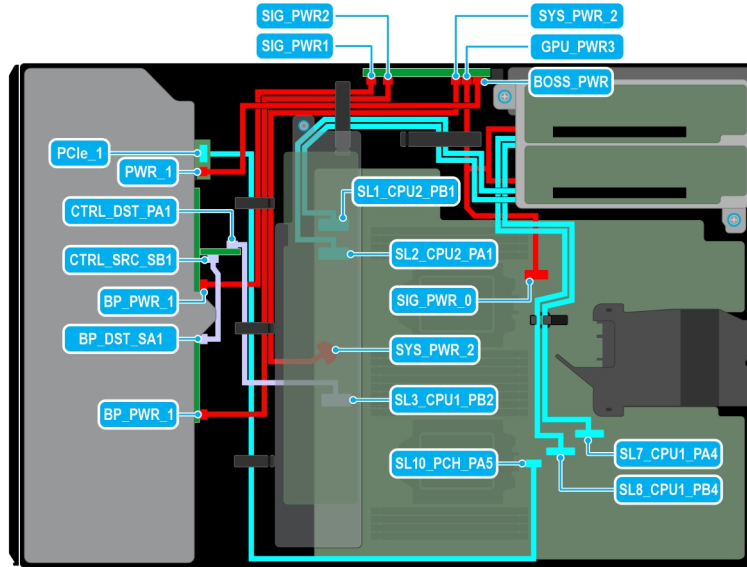 SIG_PWR2
SYS_PWR_2
SIG_PWR1
GPU_PWR3
BOSS_PWR
PCIe_1
PWR_1
SL1_CPU2_PB1
CTRL_DST_PA1
SL2_CPU2_PA1
CTRL_SRC_SB1
BP_PWR_1
SIG_PWR_0
BP_DST_SA1
SYS_PWR_2
SL3_CPU1_PB2
BP_PWR_1
SL7_CPU1_PA4
SL10_PCH_PA5
SL8_CPU1_PB4